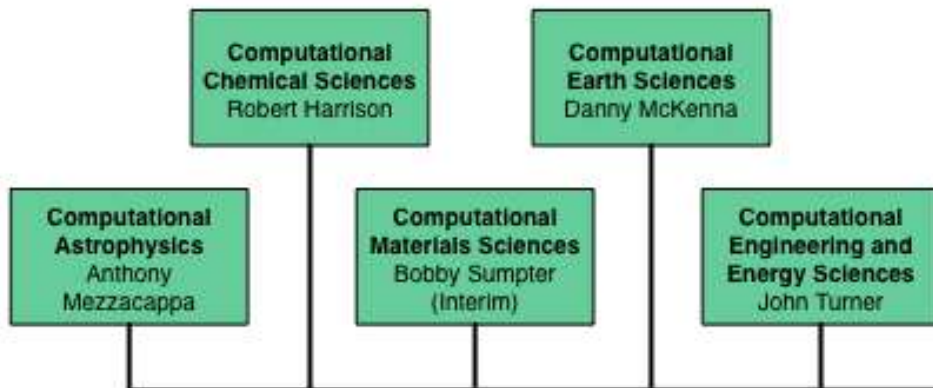 Computational
Chemical Sciences
Robert Harrison
Computational
Earth Sciences
Danny McKenna
Computational
Astrophysics
Anthony
Mezzacappa
Computational
Materials Sciences
Bobby Sumpter
(Interim)
Computational
Engineering and
Energy Sciences
John Turner